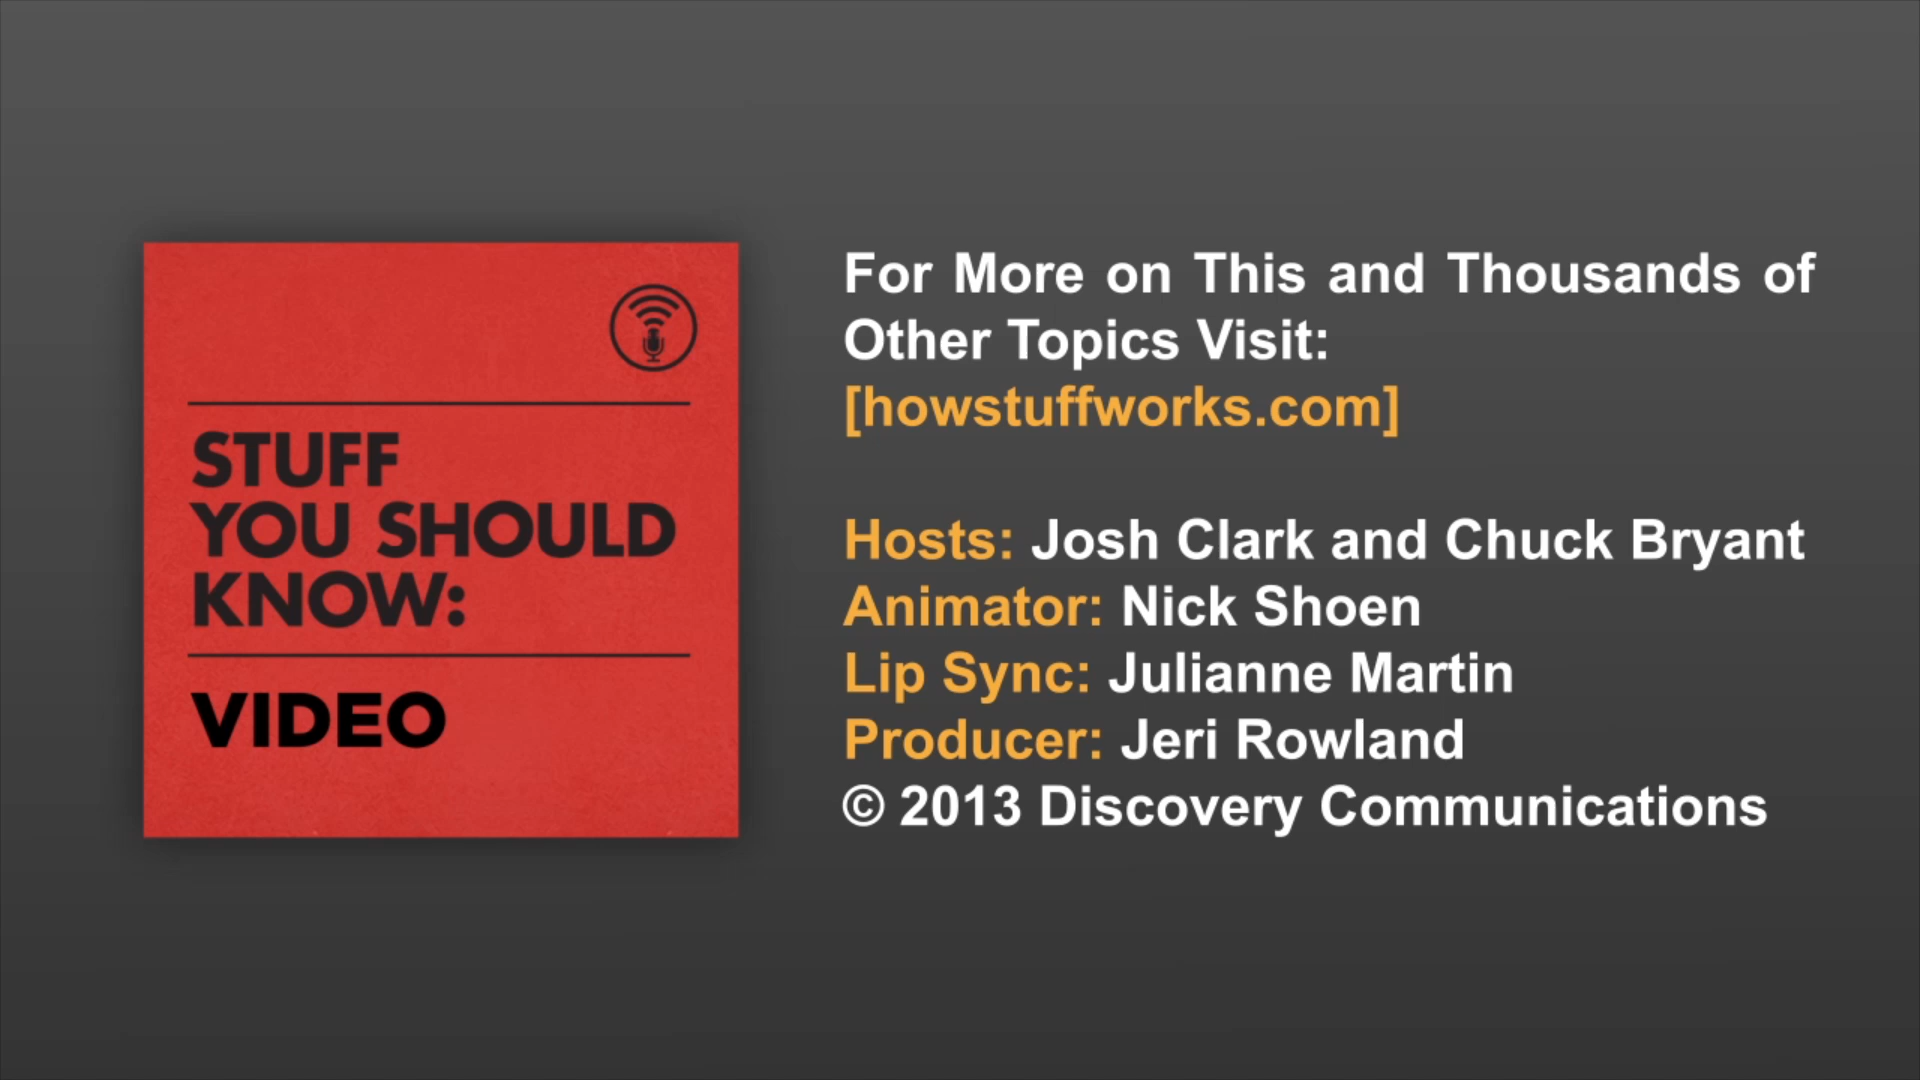 STUFF
YOU SHOULD
KNOW:
VIDEO
For More on This and Thousands of
Other Topics Visit:
[howstuffworks.com]
Hosts: Josh Clark and Chuck Bryant
Animator: Nick Shoen
Lip Sync: Julianne Martin
Producer: Jeri Rowland
© 2013 Discovery Communications